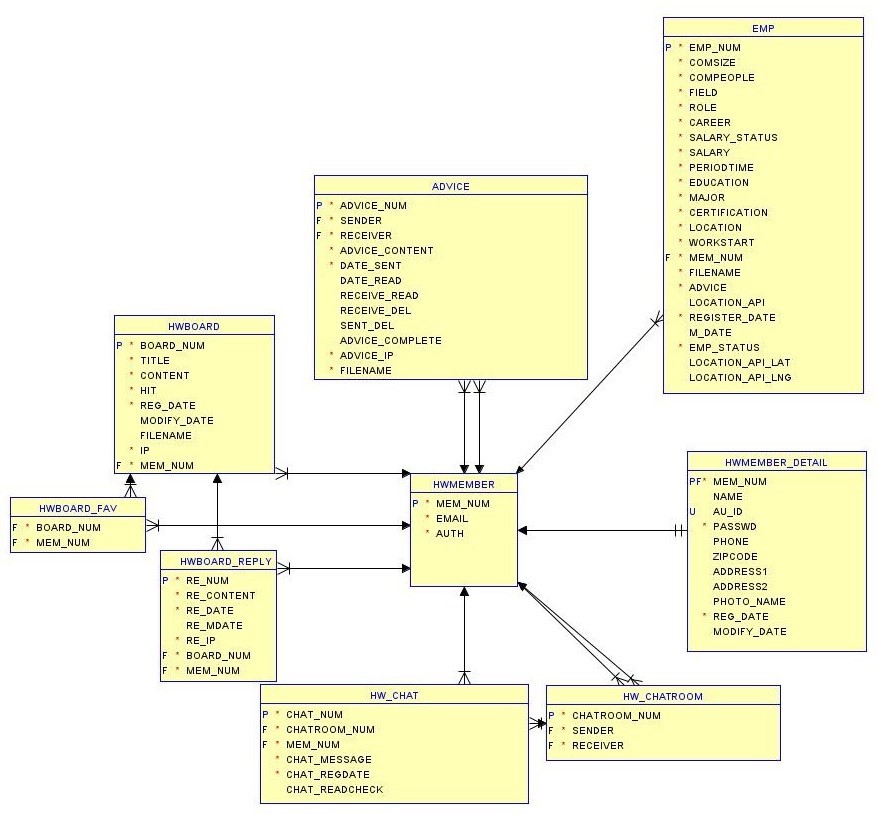 EMP
P * EMP_NUM
* COMSIZE
* COMPEOPLE
* FIELD
* ROLE
* CAREER
* SALARY_STATUS
* SALARY
* PERIODTIME
* EDUCATION
* MAJOR
* CERTIFICATION
* LOCATION
* WORKSTART
F * MEM_NUM
* FILENAME
* ADVICE
LOCATION_API
* REGISTER_DATE
M_DATE
* EMP_STATUS
LOCATION_API_LAT
LOCATION_API_LNG
ADVICE
P * ADVICE_NUM
F * SENDER
F * RECEIVER
* ADVICE_CONTENT
* DATE_SENT
DATE_READ
RECEIVE_READ
RECEIVE_DEL
SENT_DEL
ADVICE_COMPLETE
* ADVICE_IP
* FILENAME
HWBOARD
P * BOARD_NUM
* TITLE
* CONTENT
* HIT
* REG_DATE
MODIFY_DATE
FILENAME
* IP
F * MEM_NUM
HWMEMBER
P * MEM_NUM
* EMAIL
* AUTH
HWMEMBER_DETAIL
PF* MEM_NUM
NAME
U AU_ID
* PASSWD
PHONE
ZIPCODE
ADDRESS1
ADDRESS2
PHOTO_NAME
* REG_DATE
MODIFY_DATE
HWBOARD_FAV
F * BOARD_NUM
F * MEM_NUM
HWBOARD_REPLY
P * RE_NUM
* RE_CONTENT
* RE_DATE
RE_MDATE
* RE_IP
F * BOARD_NUM
F * MEM_NUM
HW_CHAT
P * CHAT_NUM
F * CHATROOM_NUM
F * MEM_NUM
* CHAT_MESSAGE
* CHAT_REGDATE
CHAT_READCHECK
HW_CHATROOM
P * CHATROOM_NUM
F * SENDER
F * RECEIVER